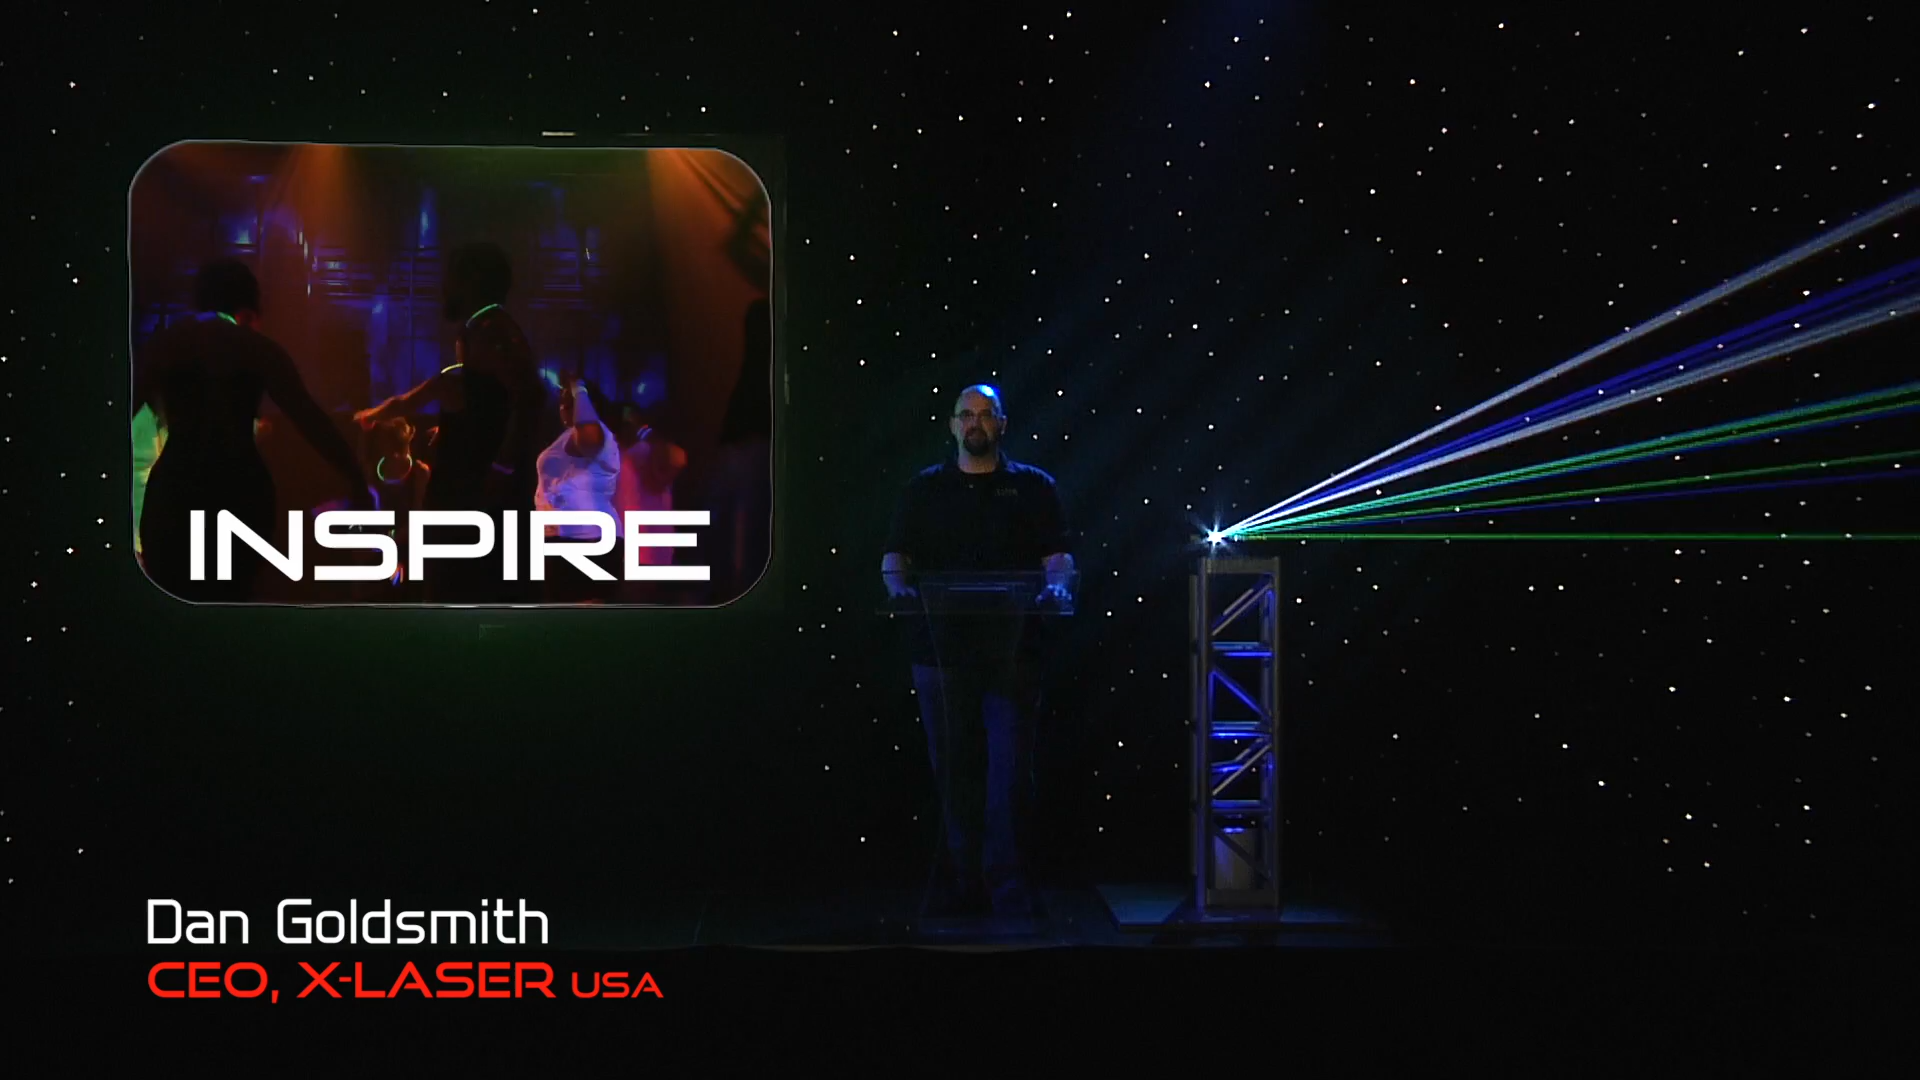 INSPIRE
Dan Goldsmith
CEO, X-LASER USA